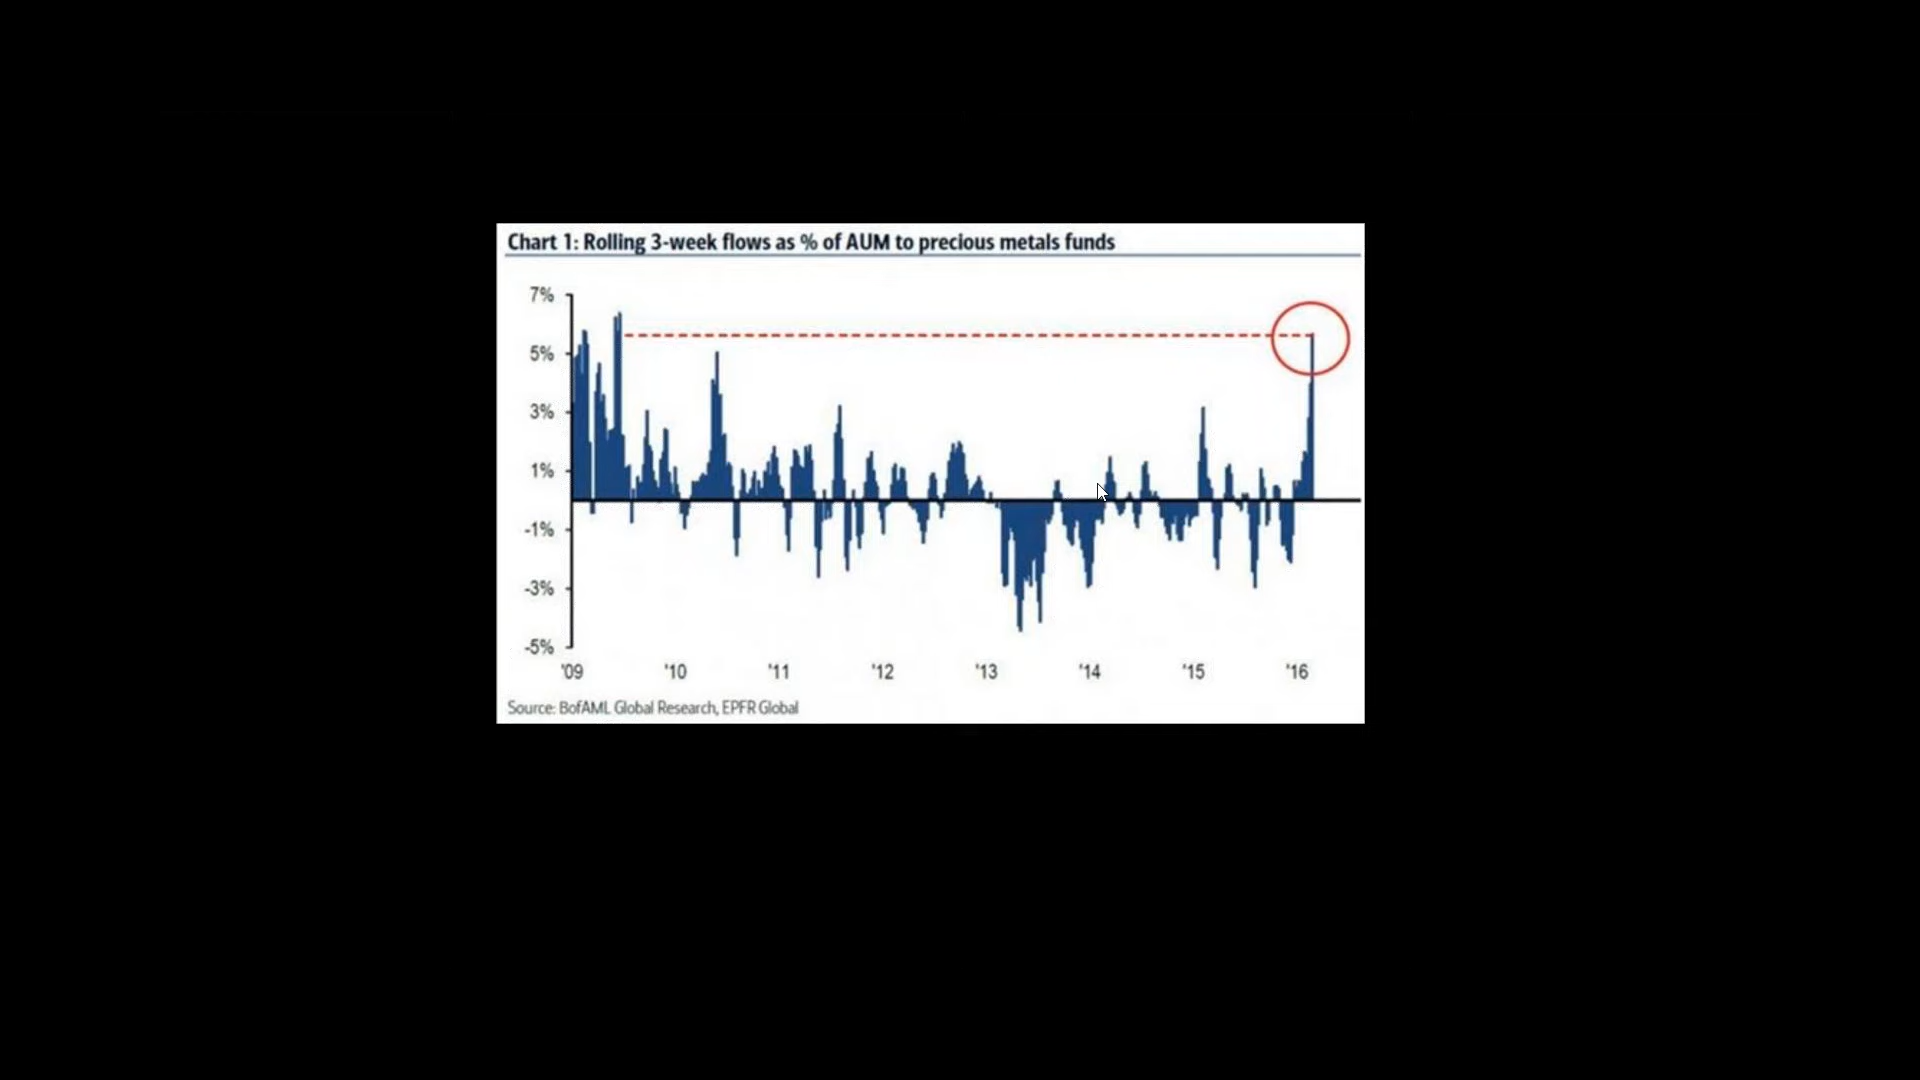 Chart 1: Rolling 3-week flows as % of AUM to precious metals funds
7%
5%
3%
1%
-1%
-3%
-5%
'09 '10 '11 '12 '13 '14 '15 '16
Source: BofAML Global Research, EPFR Global